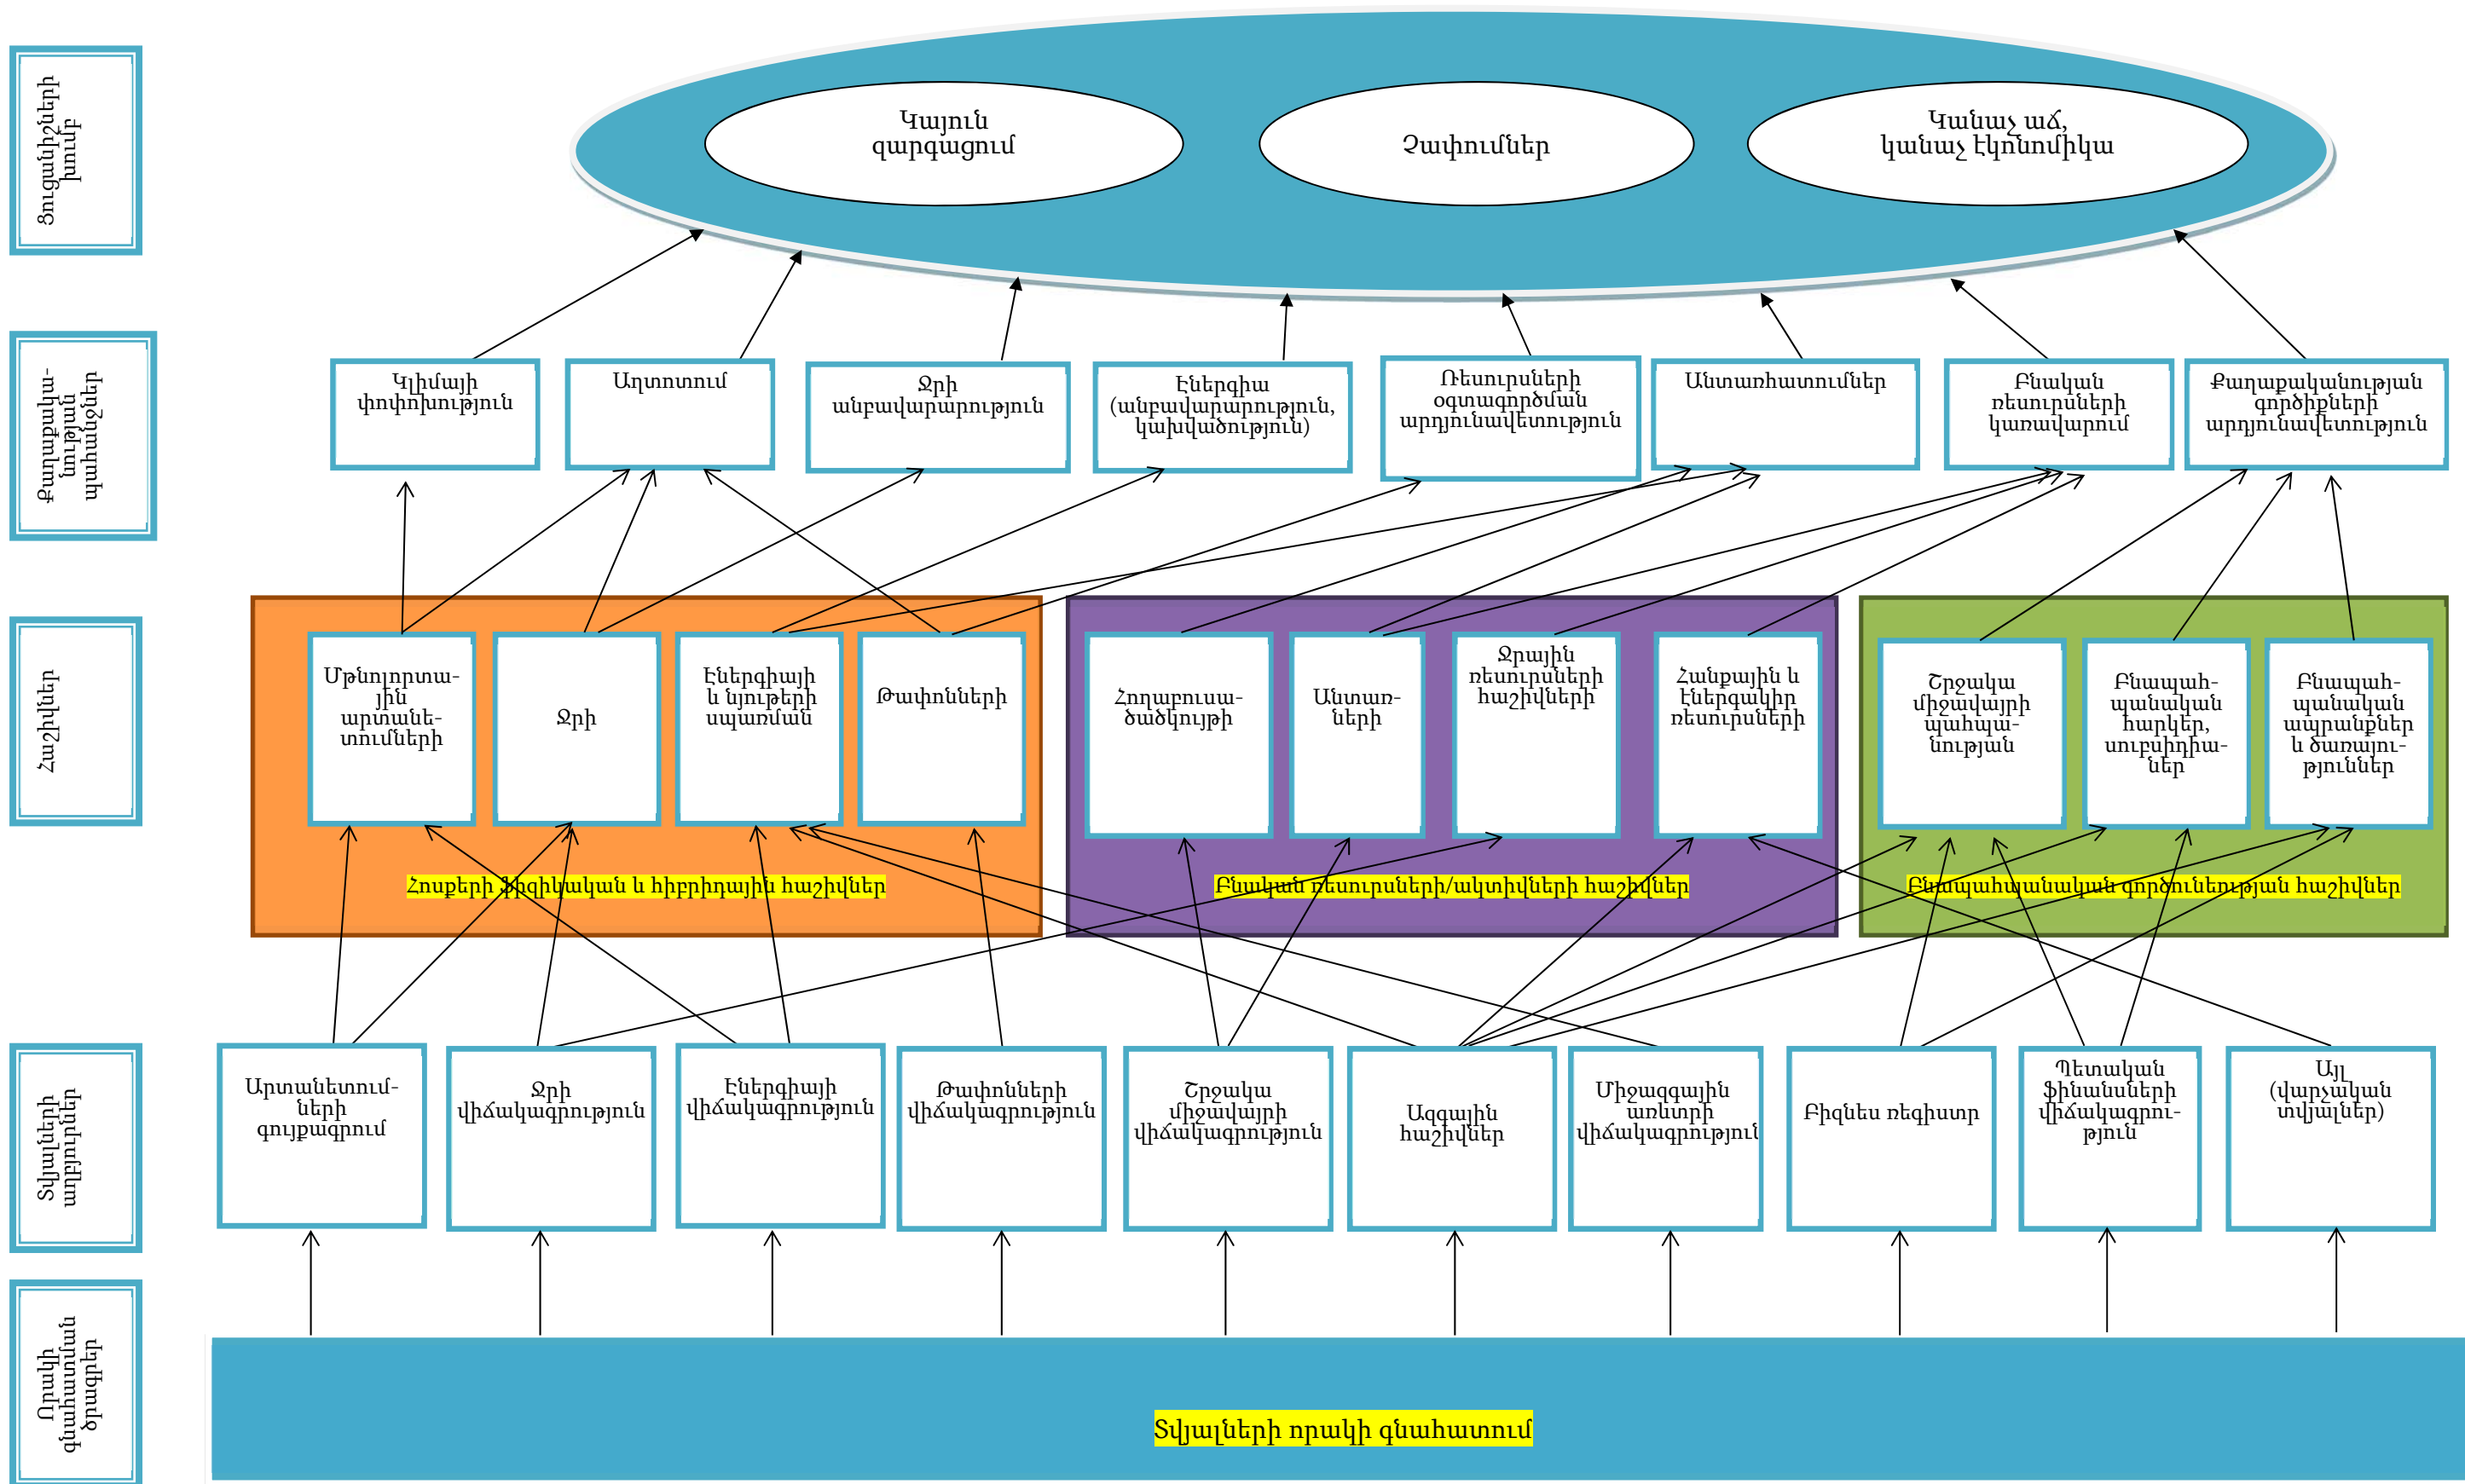 Ցուցանիշների
խումբ
Կայուն
զարգացում
Չափումներ
Կանաչ աճ,
կանաչ էկոնոմիկա
Քաղաքակա-
նության
պահանջներ
Կլիմայի
փոփոխություն
Աղտոտում
Ջրի
անբավարարություն
Էներգիա
(անբավարարություն,
կախվածություն)
Ռեսուրսների
օգտագործման
արդյունավետություն
Անտառհատումներ
Բնական
ռեսուրսների
կառավարում
Քաղաքականության
գործիքների
արդյունավետություն
Հաշիվներ
Մթնոլորտա-
յին
արտանե-
տումների
Ջրի
Էներգիայի
և նյութերի
սպառման
Թափոնների
Հողաբուսա-
ծածկույթի
Անտառ-
ների
Ջրային
ռեսուրսների
հաշիվների
Հանքային և
էներգակիր
ռեսուրսների
Շրջակա
միջավայրի
պահպա-
նության
Բնապահ-
պանական
հարկեր,
սուբսիդիա-
ներ
Բնապահ-
պանական
ապրանքներ
և ծառայու-
թյուններ
Հոսքերի ֆիզիկական և հիբրիդային հաշիվներ
Բնական ռեսուրսների/ակտիվների հաշիվներ
Բնապահպանական գործունեության հաշիվներ
Տվյալների
աղբյուրներ
Արտանետում-
ների
գույքագրում
Ջրի
վիճակագրություն
Էներգիայի
վիճակագրություն
Թափոնների
վիճակագրություն
Շրջակա
միջավայրի
վիճակագրություն
Ազգային
հաշիվներ
Միջազգային
առևտրի
վիճակագրություն
Բիզնես ռեգիստր
Պետական
ֆինանսների
վիճակագրու-
թյուն
Այլ
(վարչական
տվյալներ)
Որակի
գնահատման
ծրագրեր
Տվյալների որակի գնահատում